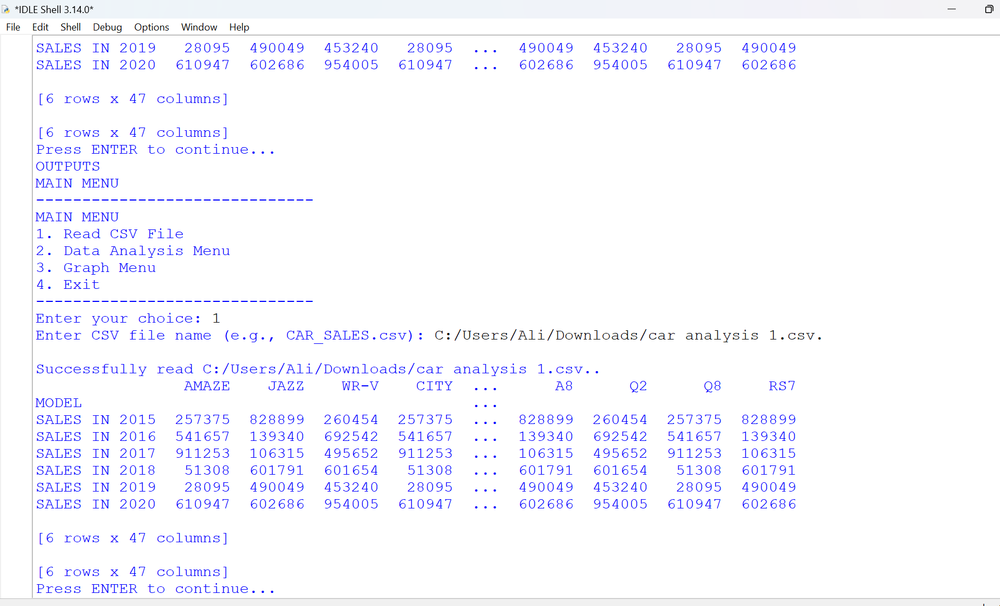 *IDLE Shell 3.14.0*
File Edit Shell Debug Options Window Help
SALES IN 2019 28095 490049 453240 28095 ... 490049 453240 28095 490049
SALES IN 2020 610947 602686 954005 610947 ... 602686 954005 610947 602686
[6 rows x 47 columns]
[6 rows x 47 columns]
Press ENTER to continue...
OUTPUTS
MAIN MENU
------------------------------
MAIN MENU
1. Read CSV File
2. Data Analysis Menu
3. Graph Menu
4. Exit
------------------------------
Enter your choice: 1
Enter CSV file name (e.g., CAR_SALES.csv): C:/Users/Ali/Downloads/car analysis 1.csv.
Successfully read C:/Users/Ali/Downloads/car analysis 1.csv..
AMAZE JAZZ WR-V CITY ... A8 Q2 Q8 RS7
MODEL ...
SALES IN 2015 257375 828899 260454 257375 ... 828899 260454 257375 828899
SALES IN 2016 541657 139340 692542 541657 ... 139340 692542 541657 139340
SALES IN 2017 911253 106315 495652 911253 ... 106315 495652 911253 106315
SALES IN 2018 51308 601791 601654 51308 ... 601791 601654 51308 601791
SALES IN 2019 28095 490049 453240 28095 ... 490049 453240 28095 490049
SALES IN 2020 610947 602686 954005 610947 ... 602686 954005 610947 602686
[6 rows x 47 columns]
[6 rows x 47 columns]
Press ENTER to continue...